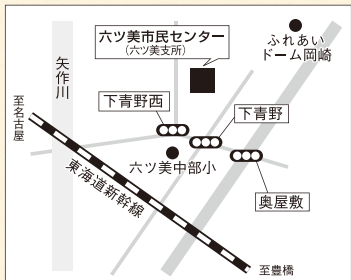 六ツ美市民センター
(六ツ美支所)
ふれあい
ドーム岡崎
矢作川
至名古屋
下青野西
下青野
六ツ美中部小
奥屋敷
東海道新幹線
至豊橋